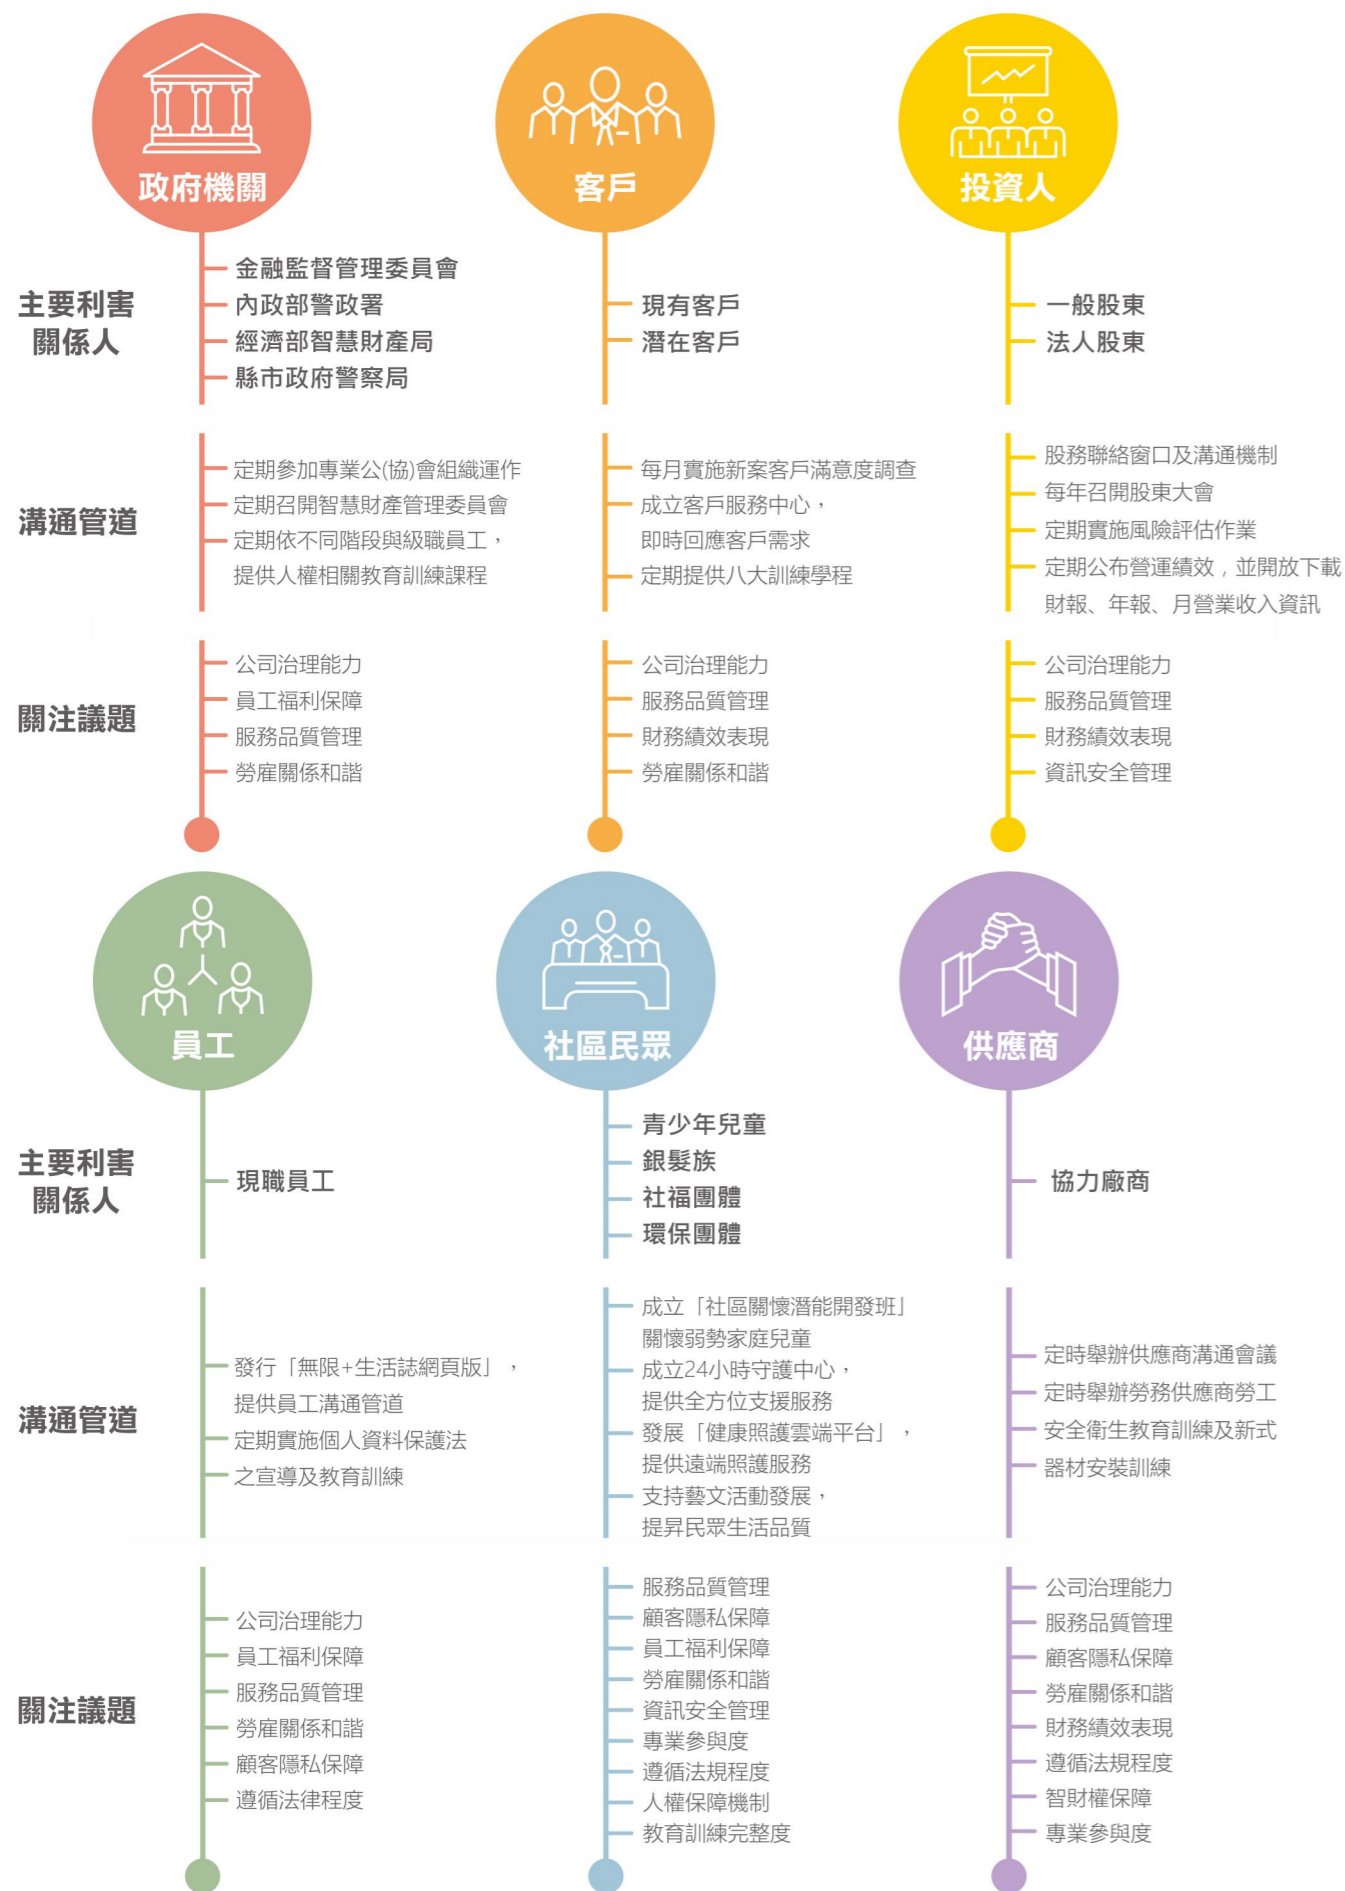 政府機關
客戶
投資人
主要利害
關係人
金融監督管理委員會
內政部警政署
經濟部智慧財產局
縣市政府警察局
現有客戶
潛在客戶
一般股東
法人股東
溝通管道
定期參加專業公(協)會組織運作
定期召開智慧財產管理委員會
定期依不同階段與級職員工，
提供人權相關教育訓練課程
每月實施新案客戶滿意度調查
成立客戶服務中心，
即時回應客戶需求
定期提供八大訓練學程
股務聯絡窗口及溝通機制
每年召開股東大會
定期實施風險評估作業
定期公布營運績效，並開放下載
財報、年報、月營業收入資訊
關注議題
公司治理能力
員工福利保障
服務品質管理
勞雇關係和諧
公司治理能力
服務品質管理
財務績效表現
勞雇關係和諧
公司治理能力
服務品質管理
財務績效表現
資訊安全管理
員工
社區民眾
供應商
主要利害
關係人
現職員工
青少年兒童
銀髮族
社福團體
環保團體
協力廠商
溝通管道
發行「無限+生活誌網頁版」，
提供員工溝通管道
定期實施個人資料保護法
之宣導及教育訓練
成立「社區關懷潛能開發班」
關懷弱勢家庭兒童
成立24小時守護中心，
提供全方位支援服務
發展「健康照護雲端平台」，
提供遠端照護服務
支持藝文活動發展，
提昇民眾生活品質
定時舉辦供應商溝通會議
定時舉辦勞務供應商勞工
安全衛生教育訓練及新式
器材安裝訓練
關注議題
公司治理能力
員工福利保障
服務品質管理
勞雇關係和諧
顧客隱私保障
遵循法律程度
服務品質管理
顧客隱私保障
員工福利保障
勞雇關係和諧
資訊安全管理
專業參與度
遵循法規程度
人權保障機制
教育訓練完整度
公司治理能力
服務品質管理
顧客隱私保障
勞雇關係和諧
財務績效表現
遵循法規程度
智財權保障
專業參與度